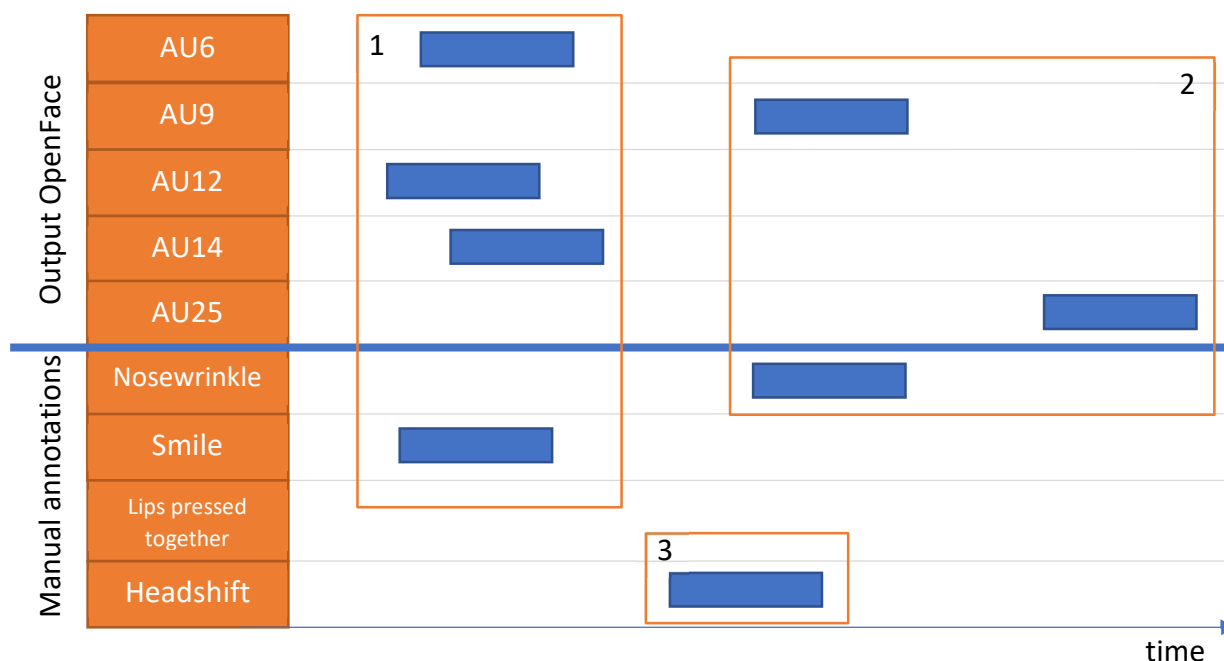 Output OpenFace
AU6
AU9
AU12
AU14
AU25
Manual annotations
Nosewrinkle
Smile
Lips pressed
together
Headshift
1
2
3
time